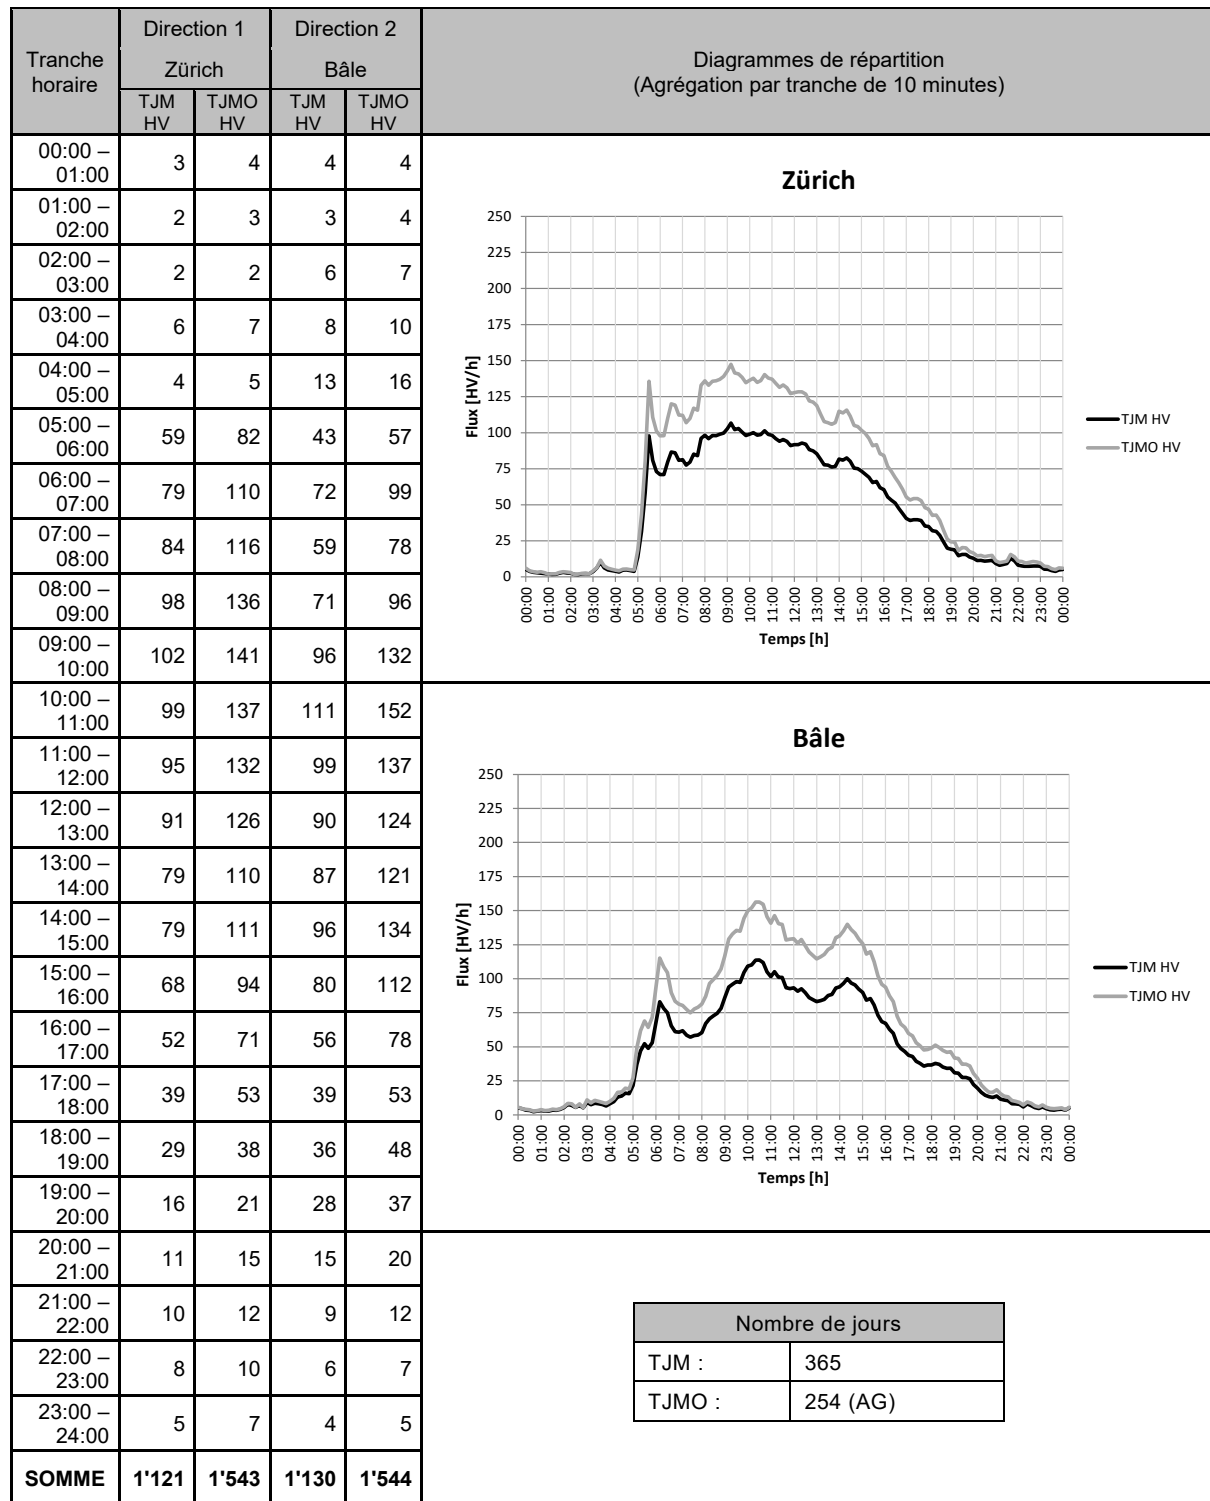 Tranche horaire | Direction 1 | Direction 2 | Diagrammes de répartition
(Agrégation par tranche de 10 minutes)
Zürich | Bâle
TJM HV | TJMO HV | TJM HV | TJMO HV
00:00 – 01:00 | 3 | 4 | 4 | 4
01:00 – 02:00 | 2 | 3 | 3 | 4
02:00 – 03:00 | 2 | 2 | 6 | 7
03:00 – 04:00 | 6 | 7 | 8 | 10
04:00 – 05:00 | 4 | 5 | 13 | 16
05:00 – 06:00 | 59 | 82 | 43 | 57
06:00 – 07:00 | 79 | 110 | 72 | 99
07:00 – 08:00 | 84 | 116 | 59 | 78
08:00 – 09:00 | 98 | 136 | 71 | 96
09:00 – 10:00 | 102 | 141 | 96 | 132
10:00 – 11:00 | 99 | 137 | 111 | 152
11:00 – 12:00 | 95 | 132 | 99 | 137
12:00 – 13:00 | 91 | 126 | 90 | 124
13:00 – 14:00 | 79 | 110 | 87 | 121
14:00 – 15:00 | 79 | 111 | 96 | 134
15:00 – 16:00 | 68 | 94 | 80 | 112
16:00 – 17:00 | 52 | 71 | 56 | 78
17:00 – 18:00 | 39 | 53 | 39 | 53
18:00 – 19:00 | 29 | 38 | 36 | 48
19:00 – 20:00 | 16 | 21 | 28 | 37
20:00 – 21:00 | 11 | 15 | 15 | 20
21:00 – 22:00 | 10 | 12 | 9 | 12
22:00 – 23:00 | 8 | 10 | 6 | 7
23:00 – 24:00 | 5 | 7 | 4 | 5
SOMME | 1'121 | 1'543 | 1'130 | 1'544
Zürich
250
225
200
175
150
125
100
75
50
25
0
Flux [HV/h]
00:00 01:00 02:00 03:00 04:00 05:00 06:00 07:00 08:00 09:00 10:00 11:00 12:00 13:00 14:00 15:00 16:00 17:00 18:00 19:00 20:00 21:00 22:00 23:00 00:00
Temps [h]
TJM HV
TJMO HV
Bâle
250
225
200
175
150
125
100
75
50
25
0
Flux [HV/h]
00:00 01:00 02:00 03:00 04:00 05:00 06:00 07:00 08:00 09:00 10:00 11:00 12:00 13:00 14:00 15:00 16:00 17:00 18:00 19:00 20:00 21:00 22:00 23:00 00:00
Temps [h]
TJM HV
TJMO HV
Nombre de jours
TJM : | 365
TJMO : | 254 (AG)